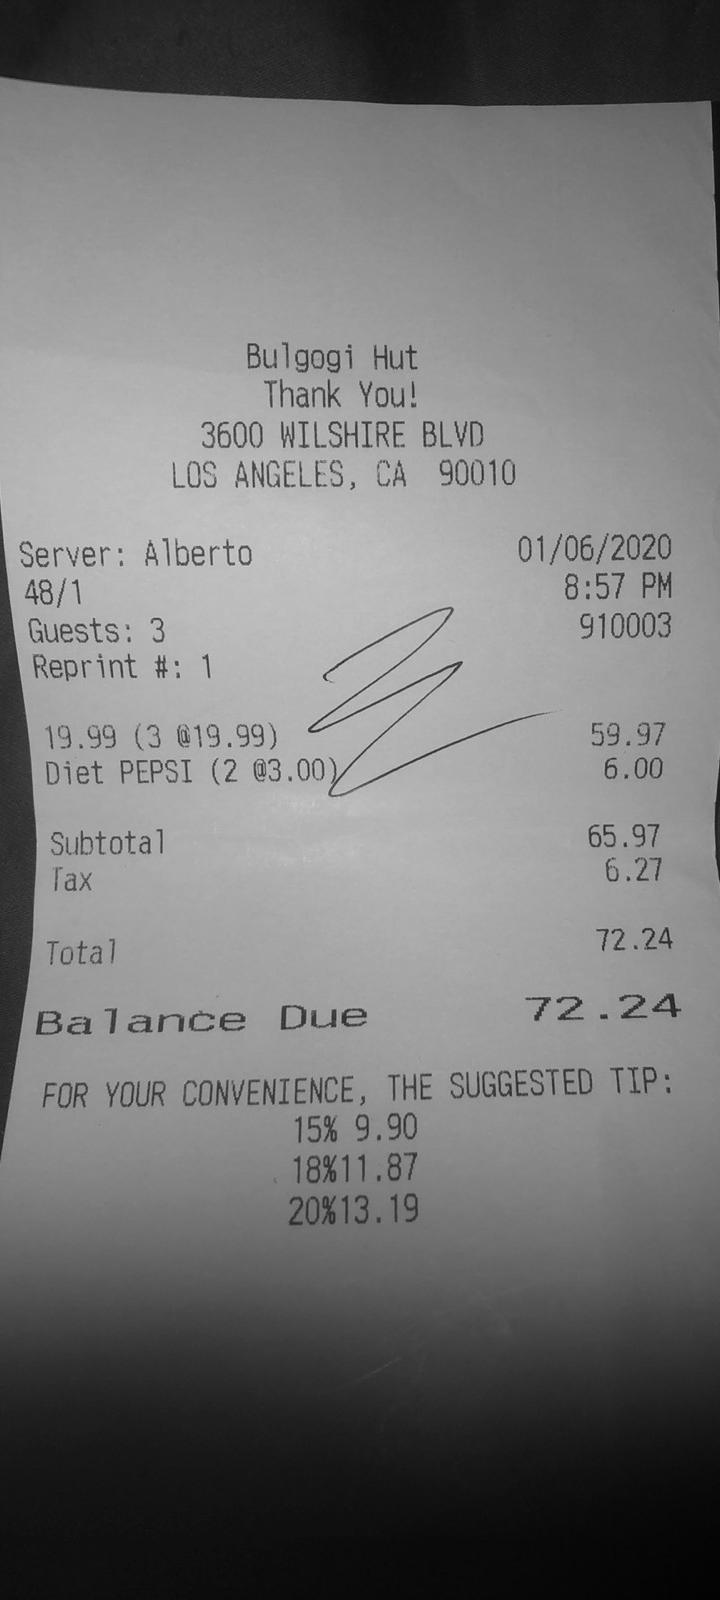 Bulgogi Hut
Thank You!
3600 WILSHIRE BLVD
LOS ANGELES, CA 90010
Server: Alberto 01/06/2020
48/1 8:57 PM
Guests: 3 910003
Reprint #: 1
19.99 (3 @19.99) 59.97
Diet PEPSI (2 @3.00) 6.00
Subtotal 65.97
Tax 6.27
Total 72.24
Balance Due 72.24
FOR YOUR CONVENIENCE, THE SUGGESTED TIP:
15% 9.90
18%11.87
20%13.19